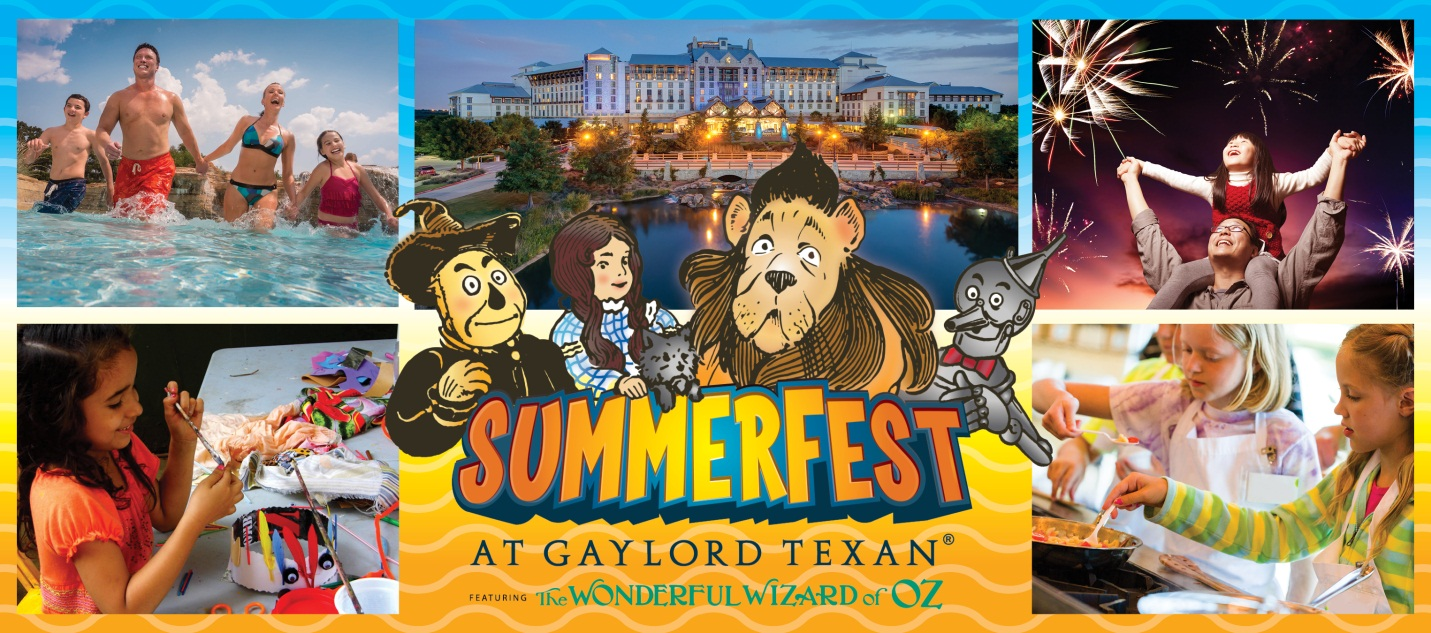 SUMMERFEST
AT GAYLORD TEXAN®
FEATURING The WONDERFUL WIZARD of OZ